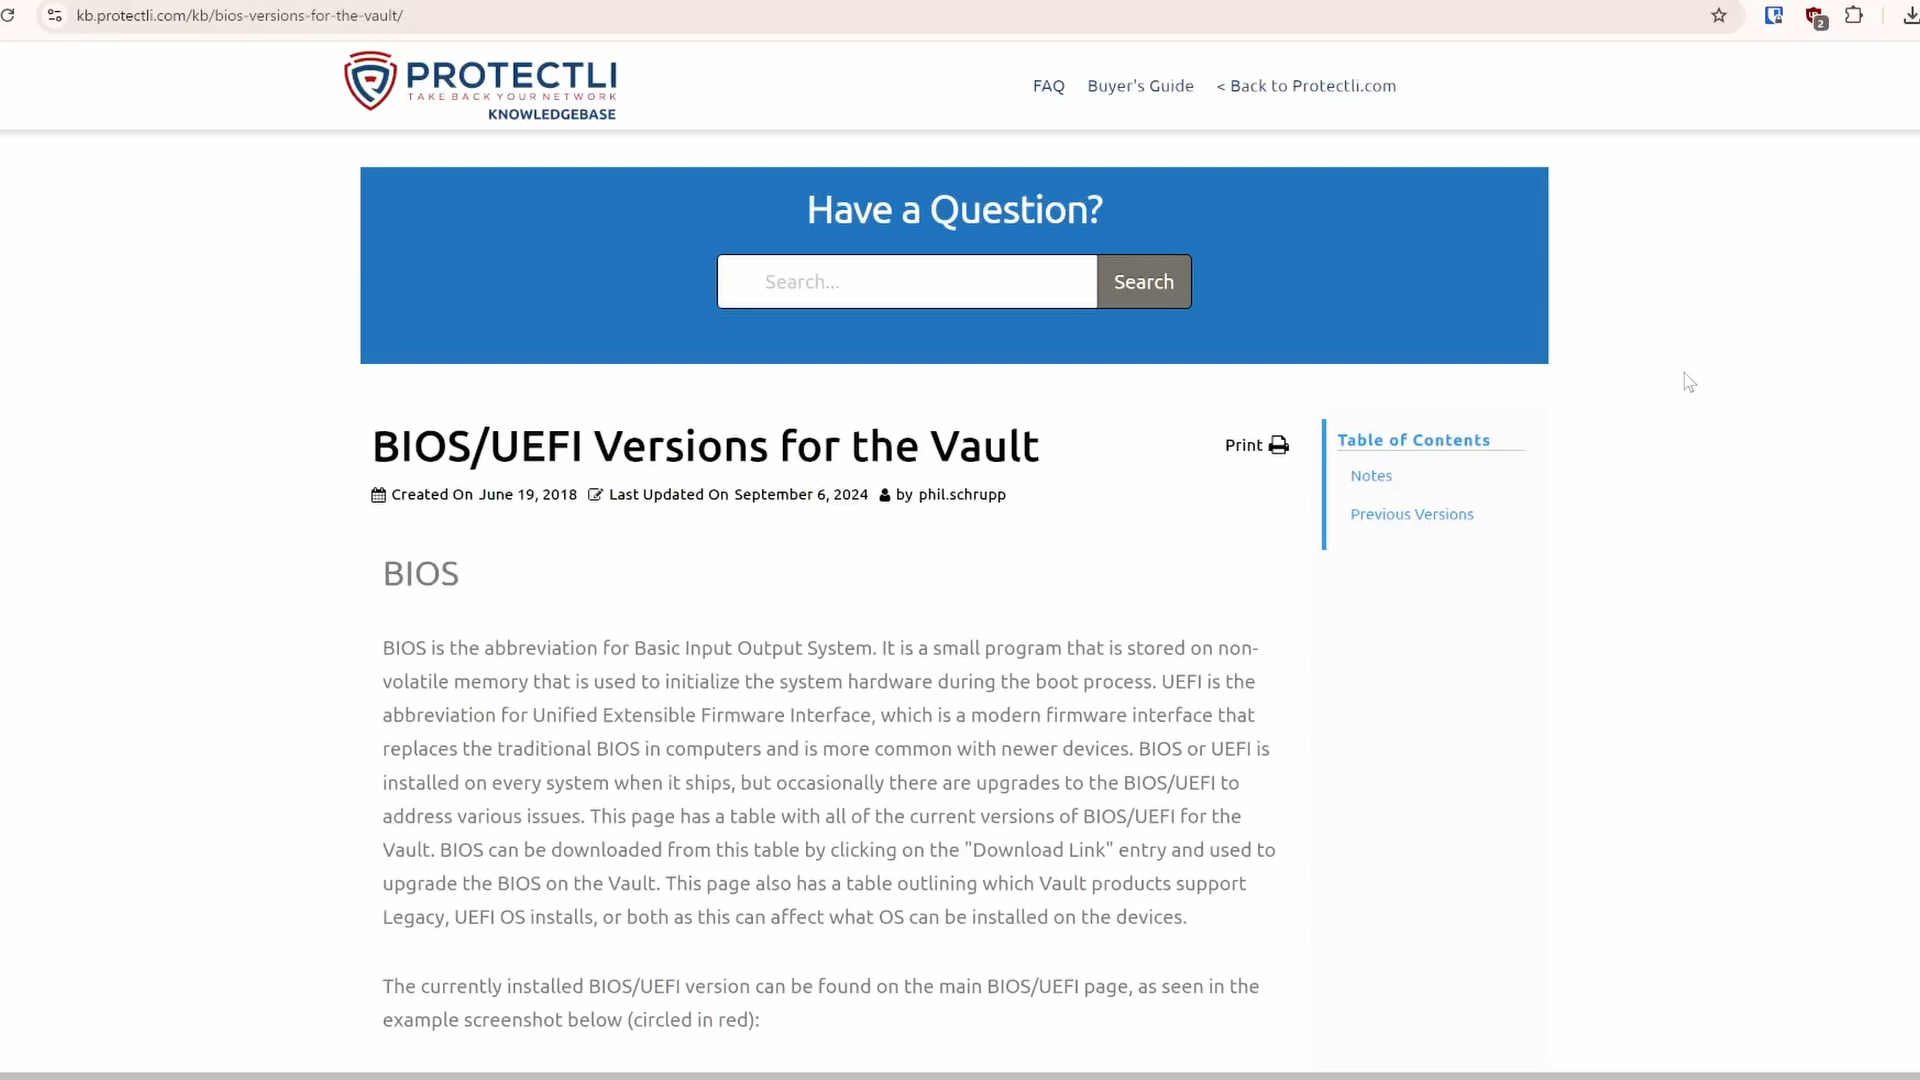 kb.protectli.com/kb/bios-versions-for-the-vault/
2
PROTECTLI
TAKE BACK YOUR NETWORK
KNOWLEDGEBASE
FAQ Buyer's Guide < Back to Protectli.com
Have a Question?
Search... Search
BIOS/UEFI Versions for the Vault
Print
Created On June 19, 2018 Last Updated On September 6, 2024 by phil.schrupp
Table of Contents
Notes
Previous Versions
BIOS
BIOS is the abbreviation for Basic Input Output System. It is a small program that is stored on non-
volatile memory that is used to initialize the system hardware during the boot process. UEFI is the
abbreviation for Unified Extensible Firmware Interface, which is a modern firmware interface that
replaces the traditional BIOS in computers and is more common with newer devices. BIOS or UEFI is
installed on every system when it ships, but occasionally there are upgrades to the BIOS/UEFI to
address various issues. This page has a table with all of the current versions of BIOS/UEFI for the
Vault. BIOS can be downloaded from this table by clicking on the "Download Link" entry and used to
upgrade the BIOS on the Vault. This page also has a table outlining which Vault products support
Legacy, UEFI OS installs, or both as this can affect what OS can be installed on the devices.
The currently installed BIOS/UEFI version can be found on the main BIOS/UEFI page, as seen in the
example screenshot below (circled in red):